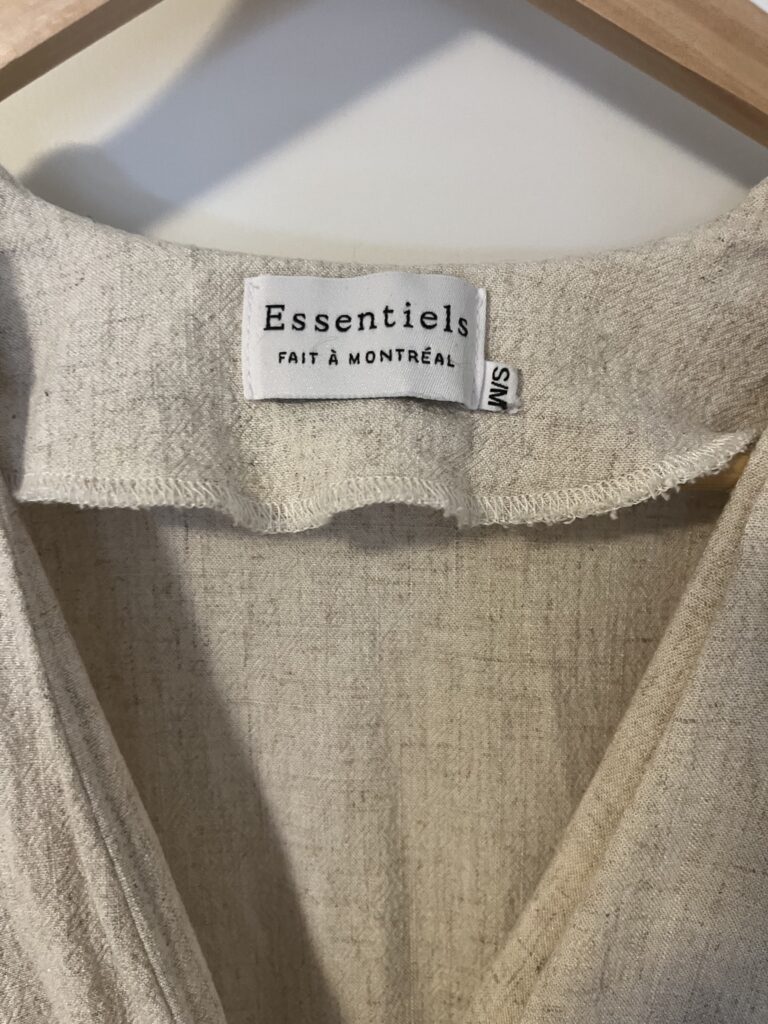 Essentiels
FAIT À MONTRÉAL
S/M